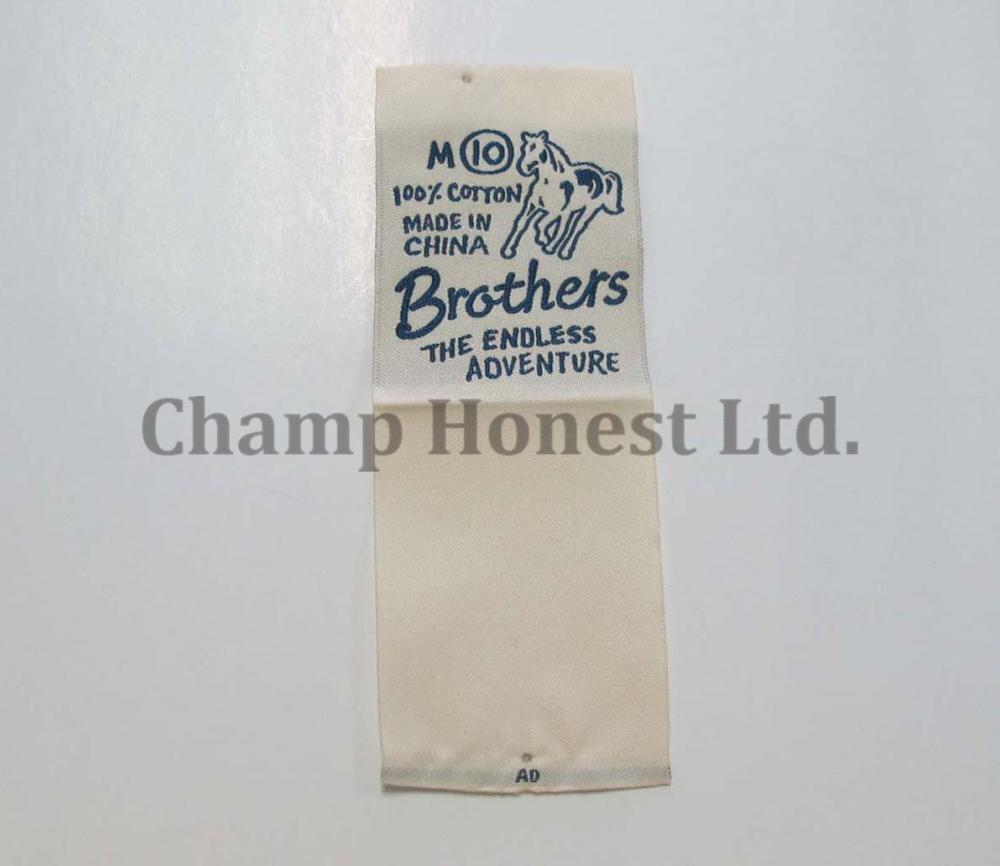 M 10
100% COTTON
MADE IN
CHINA
Brothers
THE ENDLESS
ADVENTURE
Champ Honest Ltd.
AD